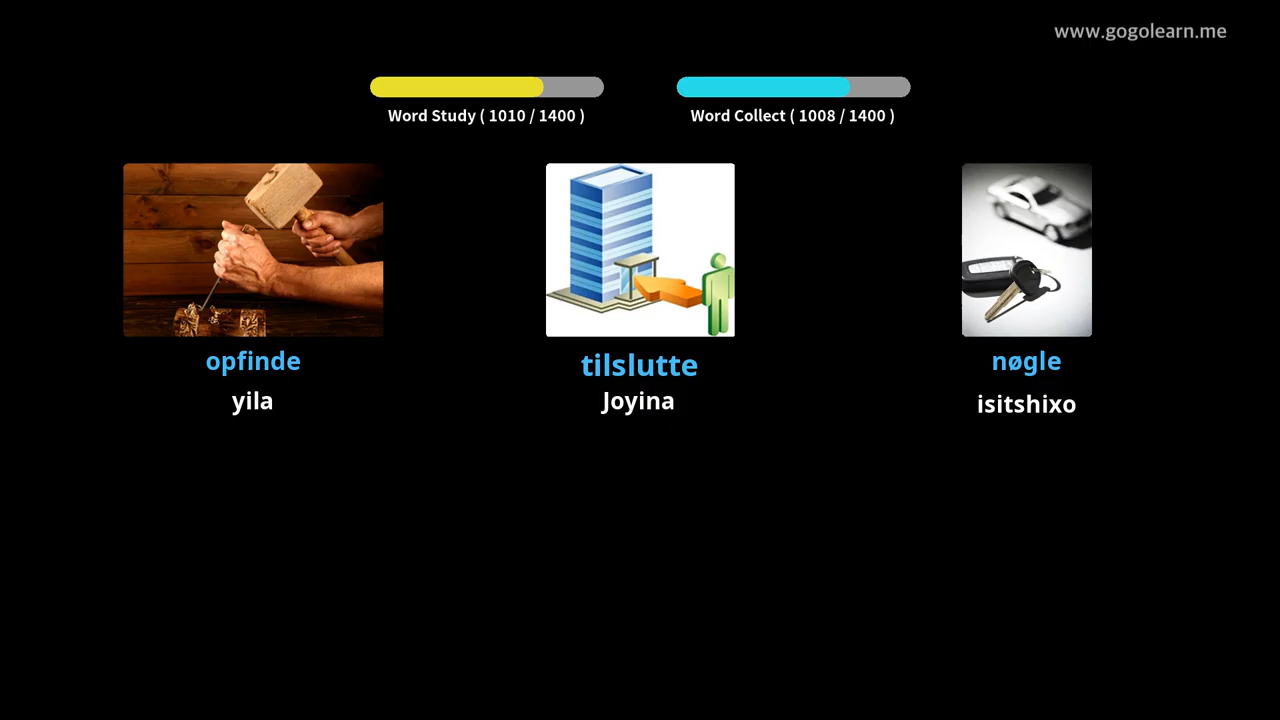 www.gogolearn.me
Word Study ( 1010 / 1400 )
Word Collect ( 1008 / 1400 )
opfinde
tilslutte
nøgle
yila
Joyina
isitshixo